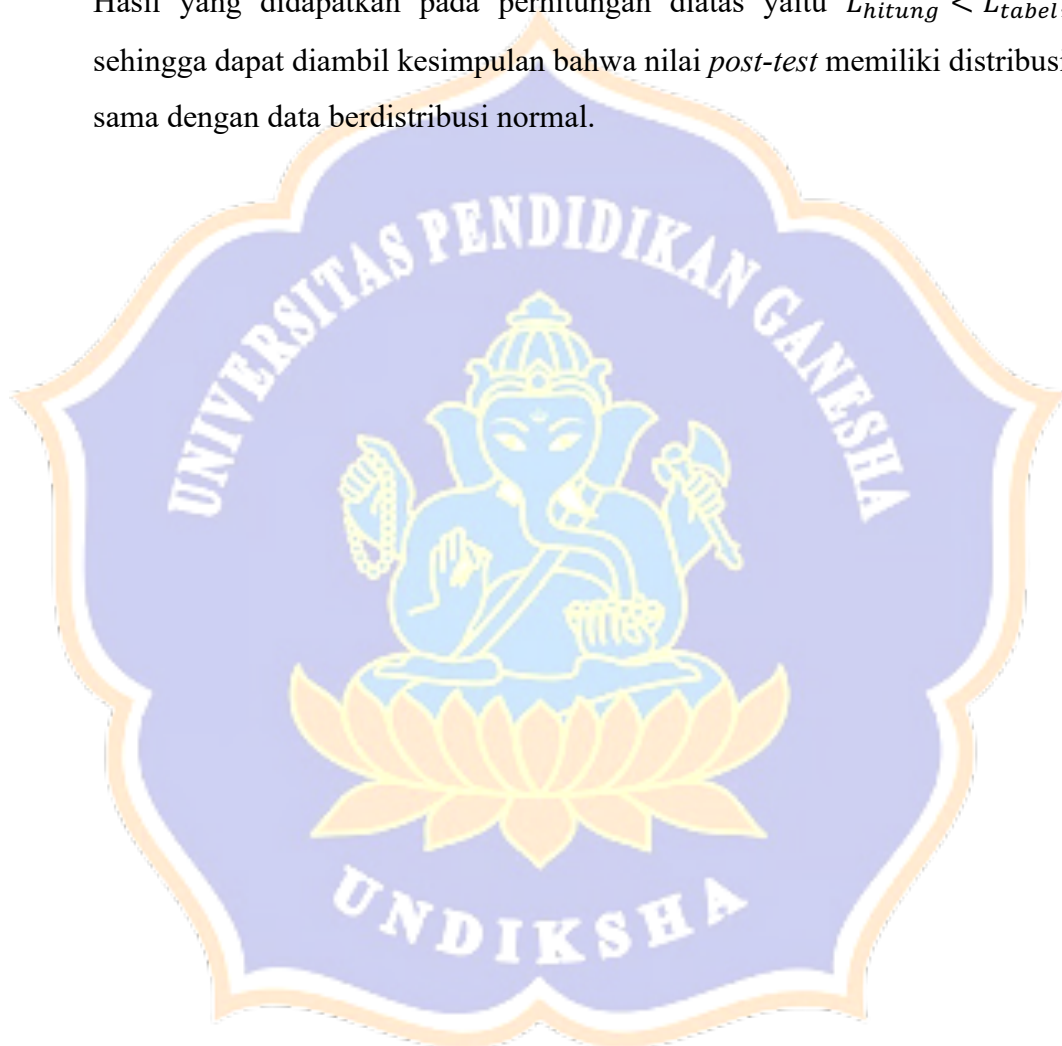 Hasil yang didapatkan pada perhitungan diatas yaitu L_hitung < L_tabel,
sehingga dapat diambil kesimpulan bahwa nilai post-test memiliki distribusi
sama dengan data berdistribusi normal.
UNIVERSITAS PENDIDIKAN GANESHA
UNDIKSHA